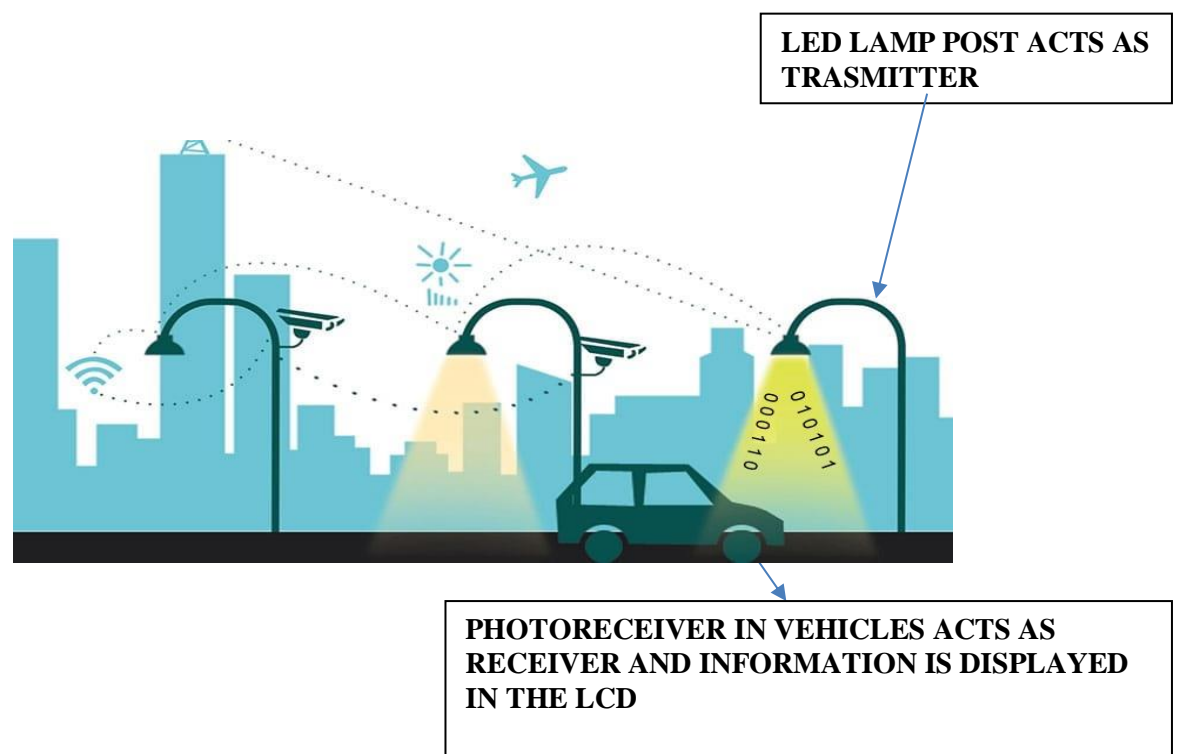 LED LAMP POST ACTS AS
TRASMITTER
000110
010101
PHOTORECEIVER IN VEHICLES ACTS AS
RECEIVER AND INFORMATION IS DISPLAYED
IN THE LCD